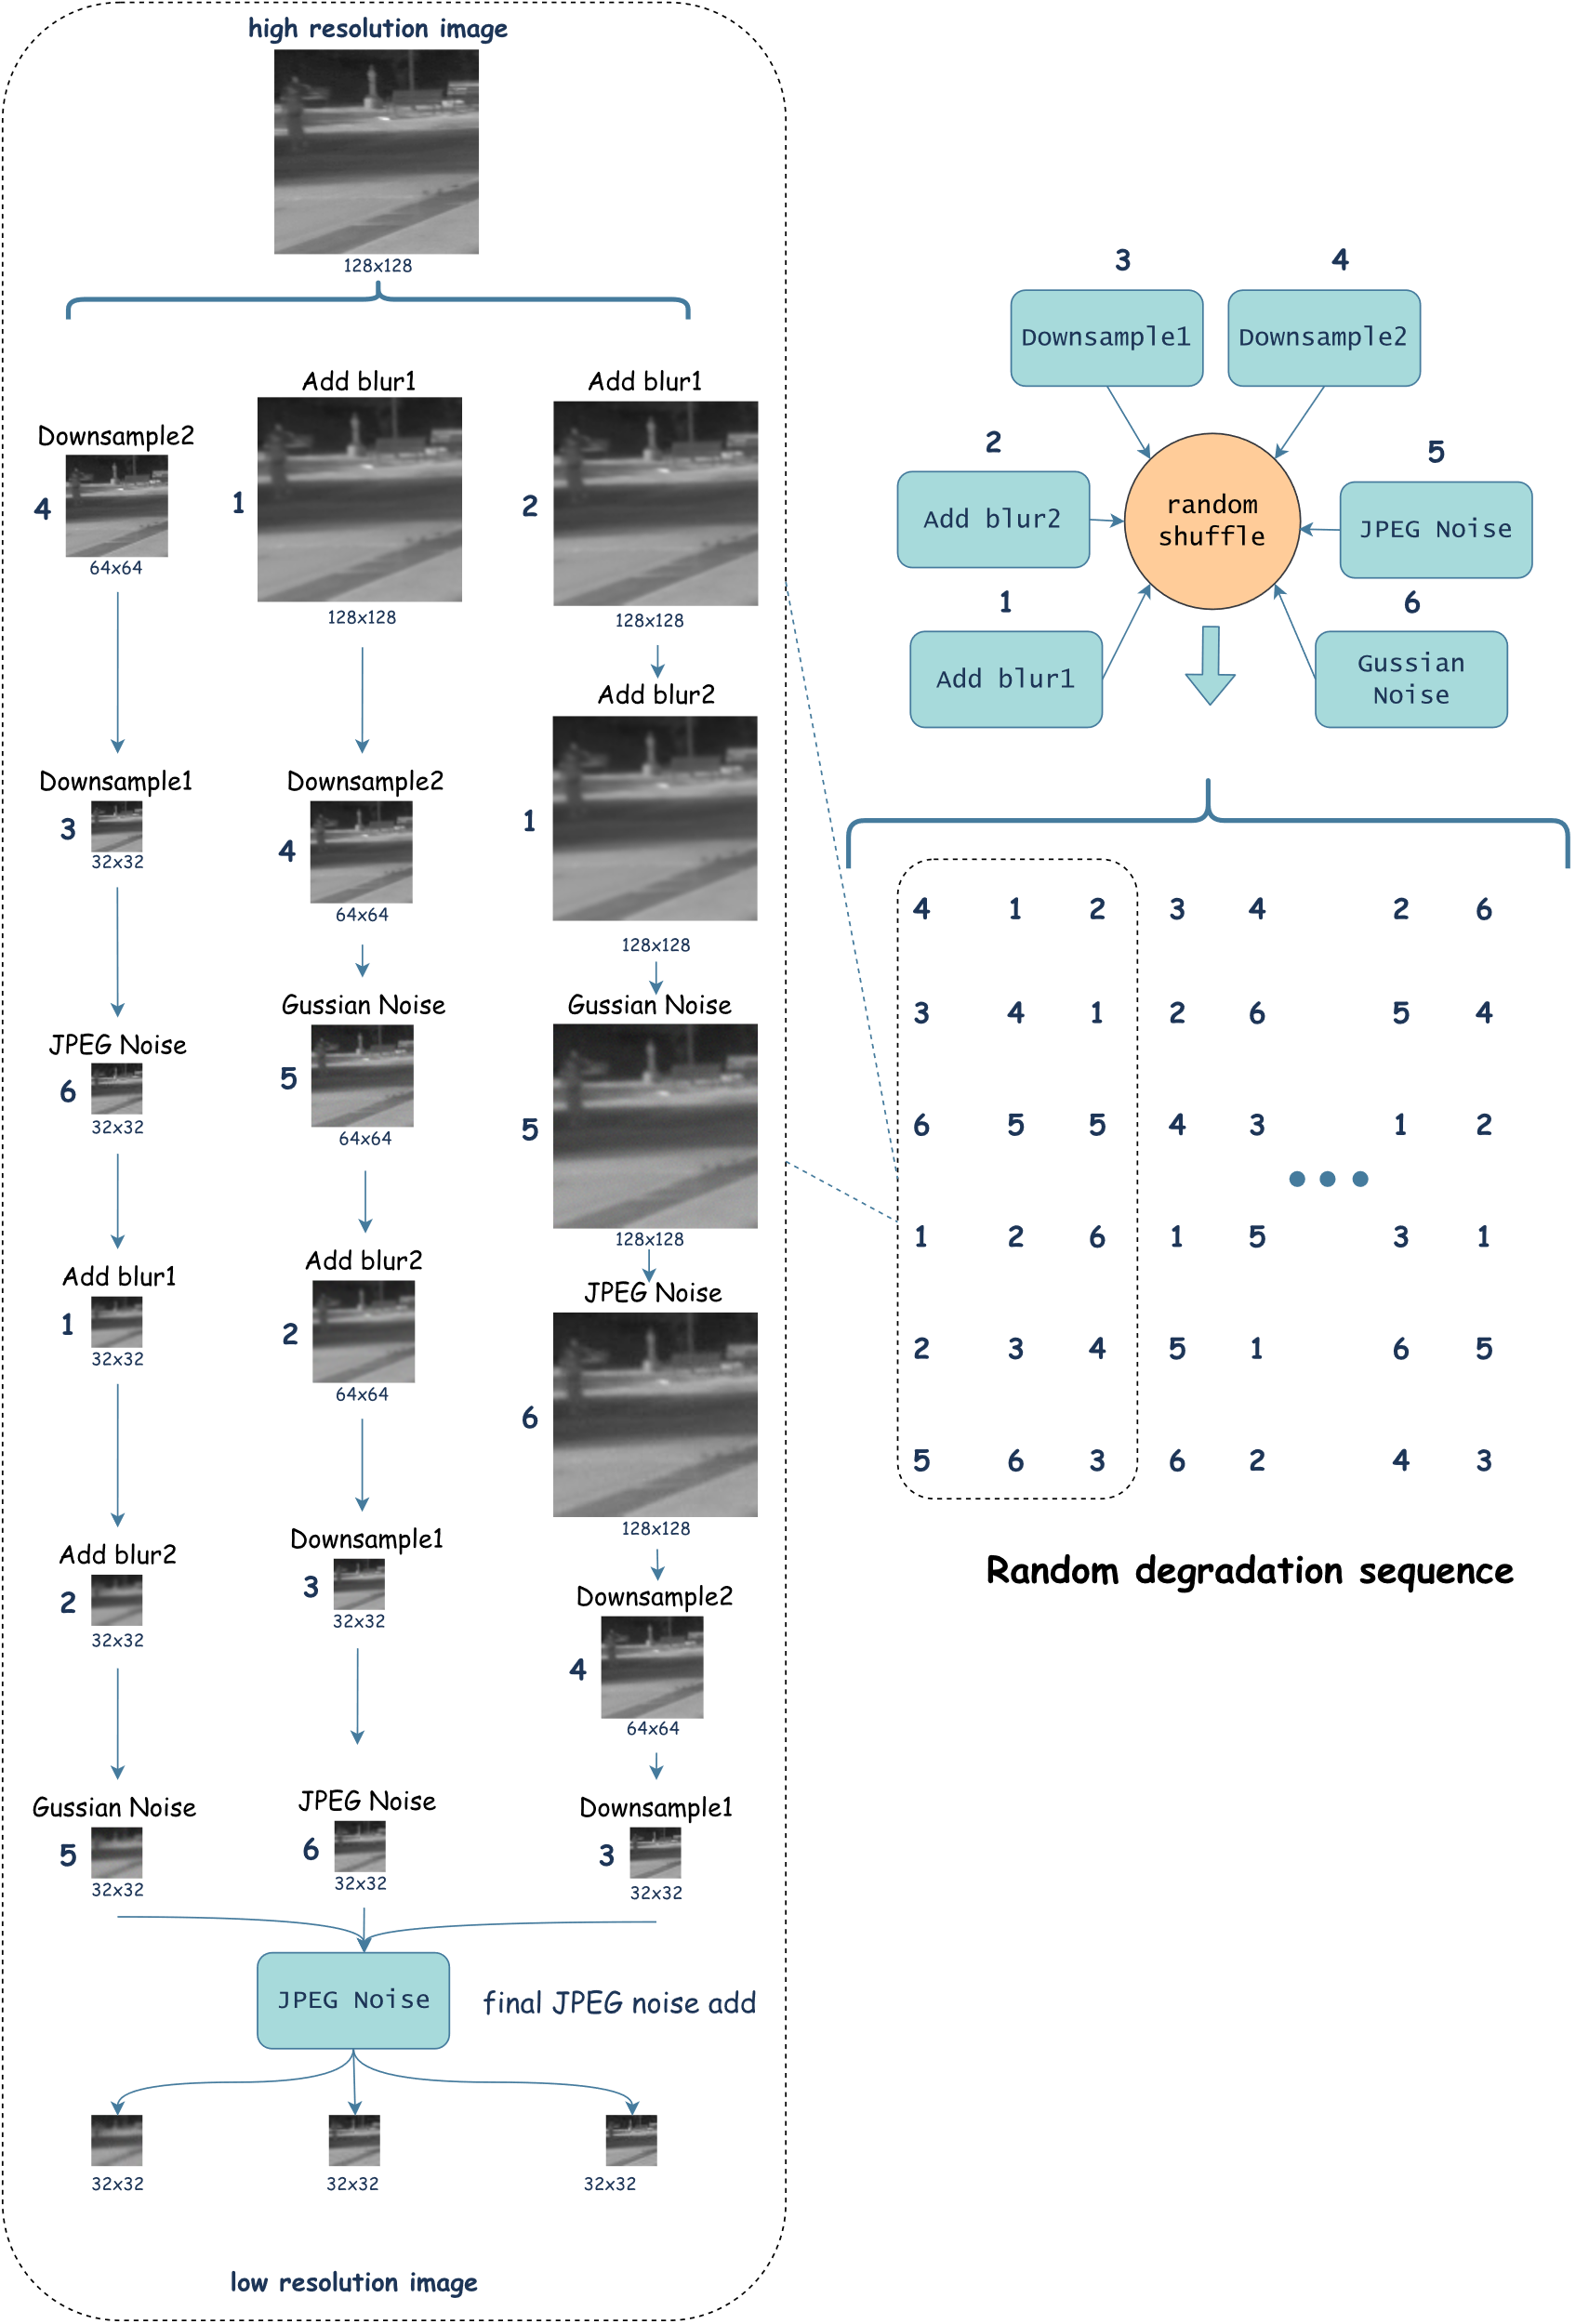 high resolution image
128x128
Downsample2
4
64x64
Downsample1
3
32x32
JPEG Noise
6
32x32
Add blur1
1
32x32
Add blur2
2
32x32
Gussian Noise
5
32x32
Add blur1
1
128x128
Downsample2
4
64x64
Gussian Noise
5
64x64
Add blur2
2
64x64
Downsample1
3
32x32
JPEG Noise
6
32x32
Add blur1
2
128x128
Add blur2
1
128x128
Gussian Noise
5
128x128
JPEG Noise
6
128x128
Downsample2
4
64x64
Downsample1
3
32x32
JPEG Noise
final JPEG noise add
32x32
32x32
32x32
low resolution image
3
4
Downsample1
Downsample2
2
5
Add blur2
random
shuffle
JPEG Noise
1
6
Add blur1
Gussian
Noise
4 1 2 3 4 2 6
3 4 1 2 6 5 4
6 5 5 4 3 1 2
1 2 6 1 5 3 1
2 3 4 5 1 6 5
5 6 3 6 2 4 3
Random degradation sequence